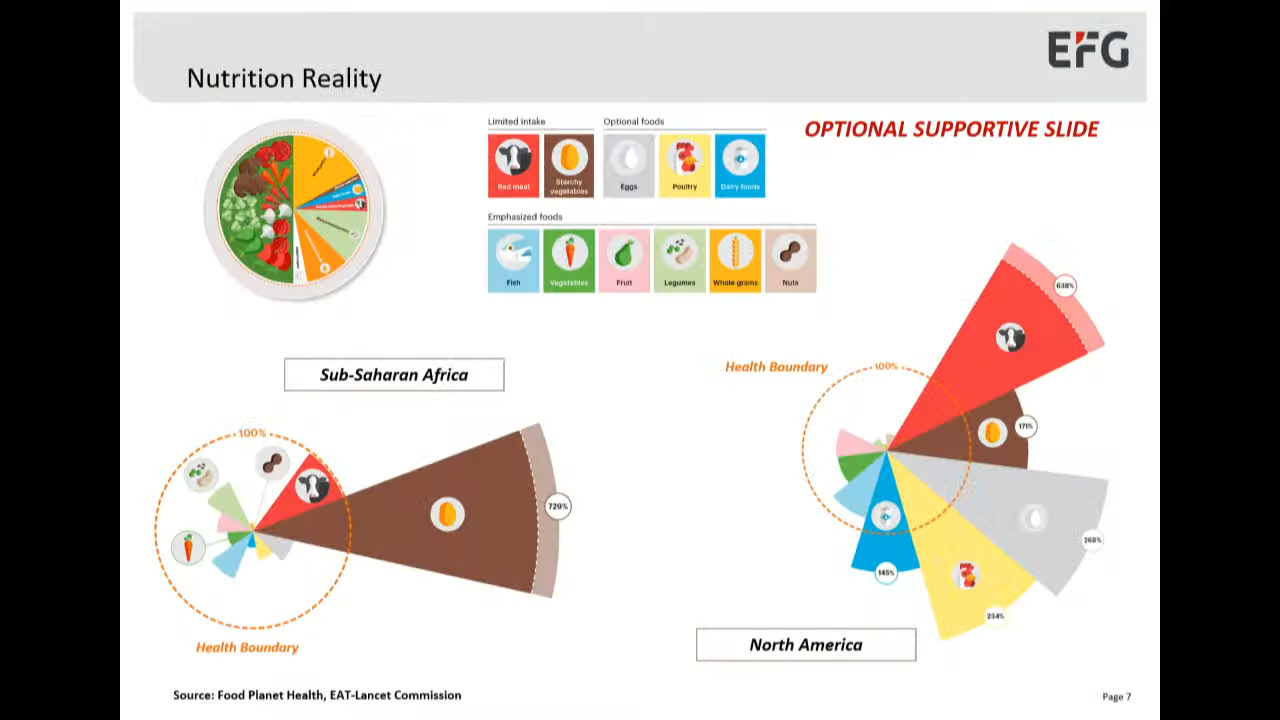 EFG
Nutrition Reality
OPTIONAL SUPPORTIVE SLIDE
Limited intake
Optional foods
Red meat
Starchy
vegetables
Eggs
Poultry
Dairy foods
Emphasized foods
Fish
Vegetables
Fruit
Legumes
Whole grains
Nuts
Sub-Saharan Africa
100%
729%
Health Boundary
Health Boundary
100%
638%
171%
268%
234%
145%
North America
Source: Food Planet Health, EAT-Lancet Commission
Page 7